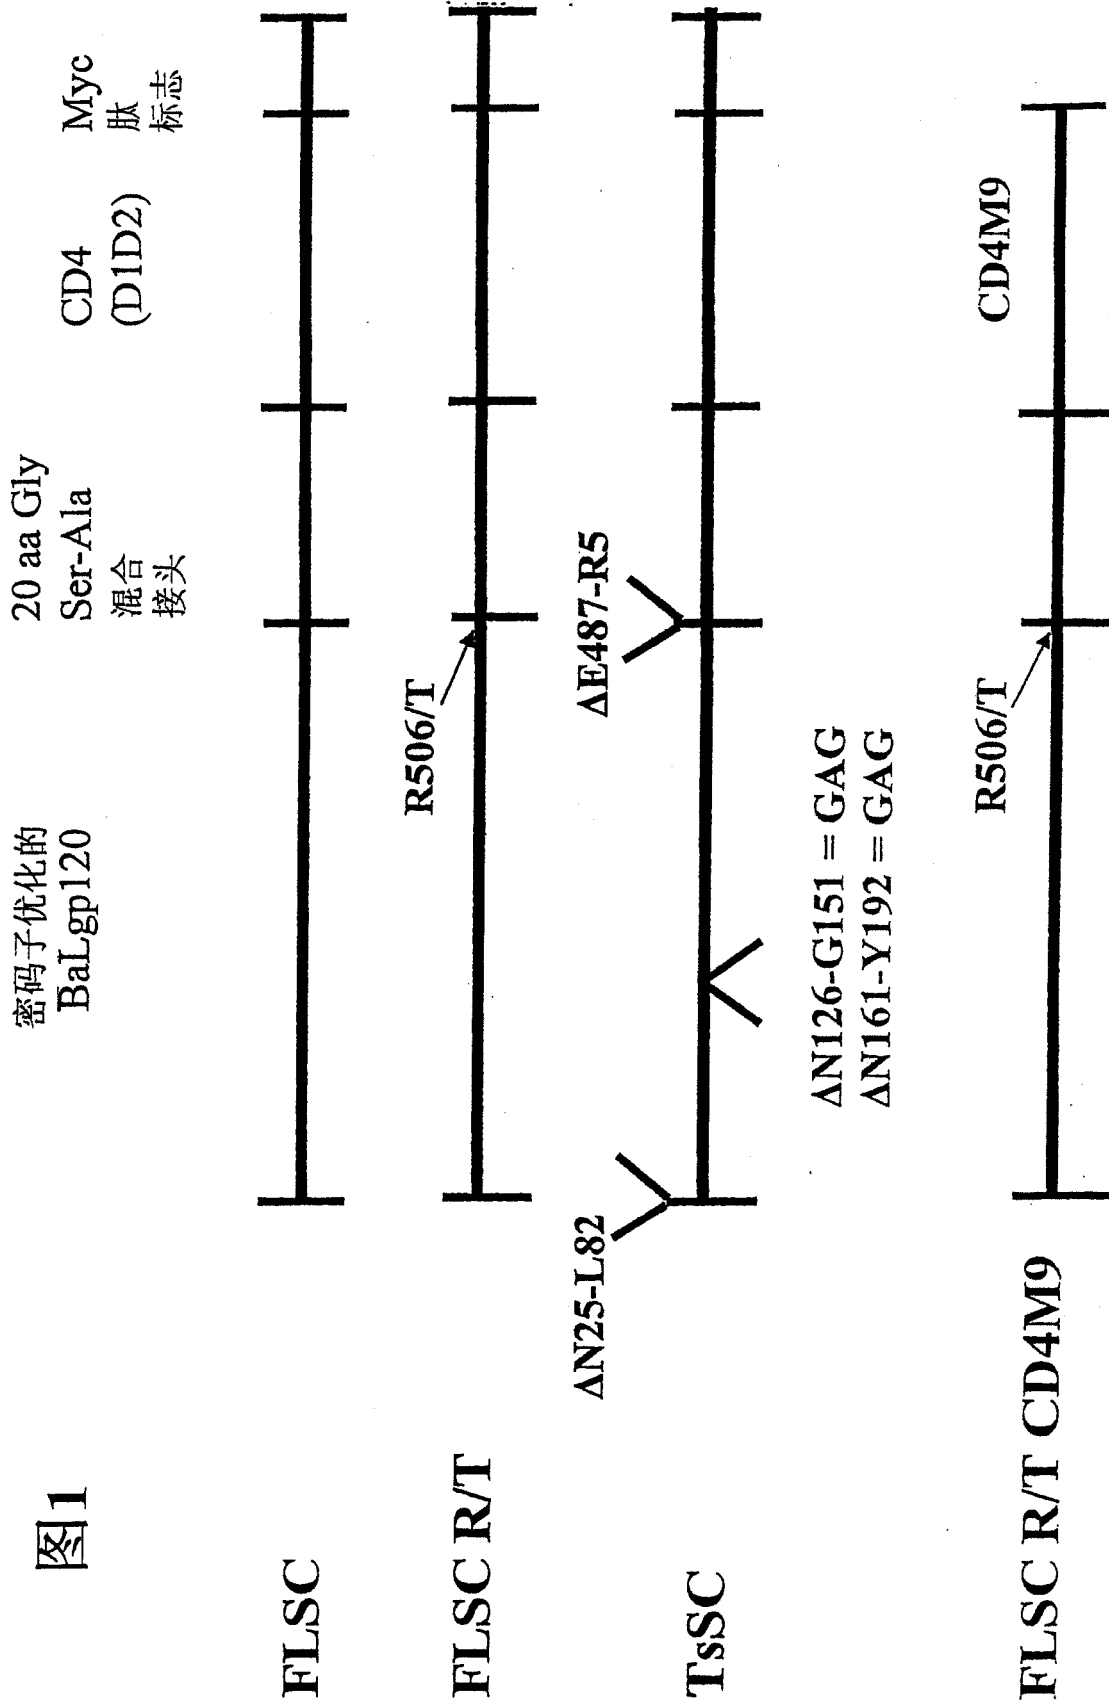 图1
密码子优化的
BaLgp120
20 aa Gly
Ser-Ala
混合
接头
CD4
(D1D2)
Myc
肽
标志
FLSC
FLSC R/T
R506/T
TsSC
ΔN25-L82
ΔE487-R5
ΔN126-G151 = GAG
ΔN161-Y192 = GAG
FLSC R/T CD4M9
R506/T
CD4M9